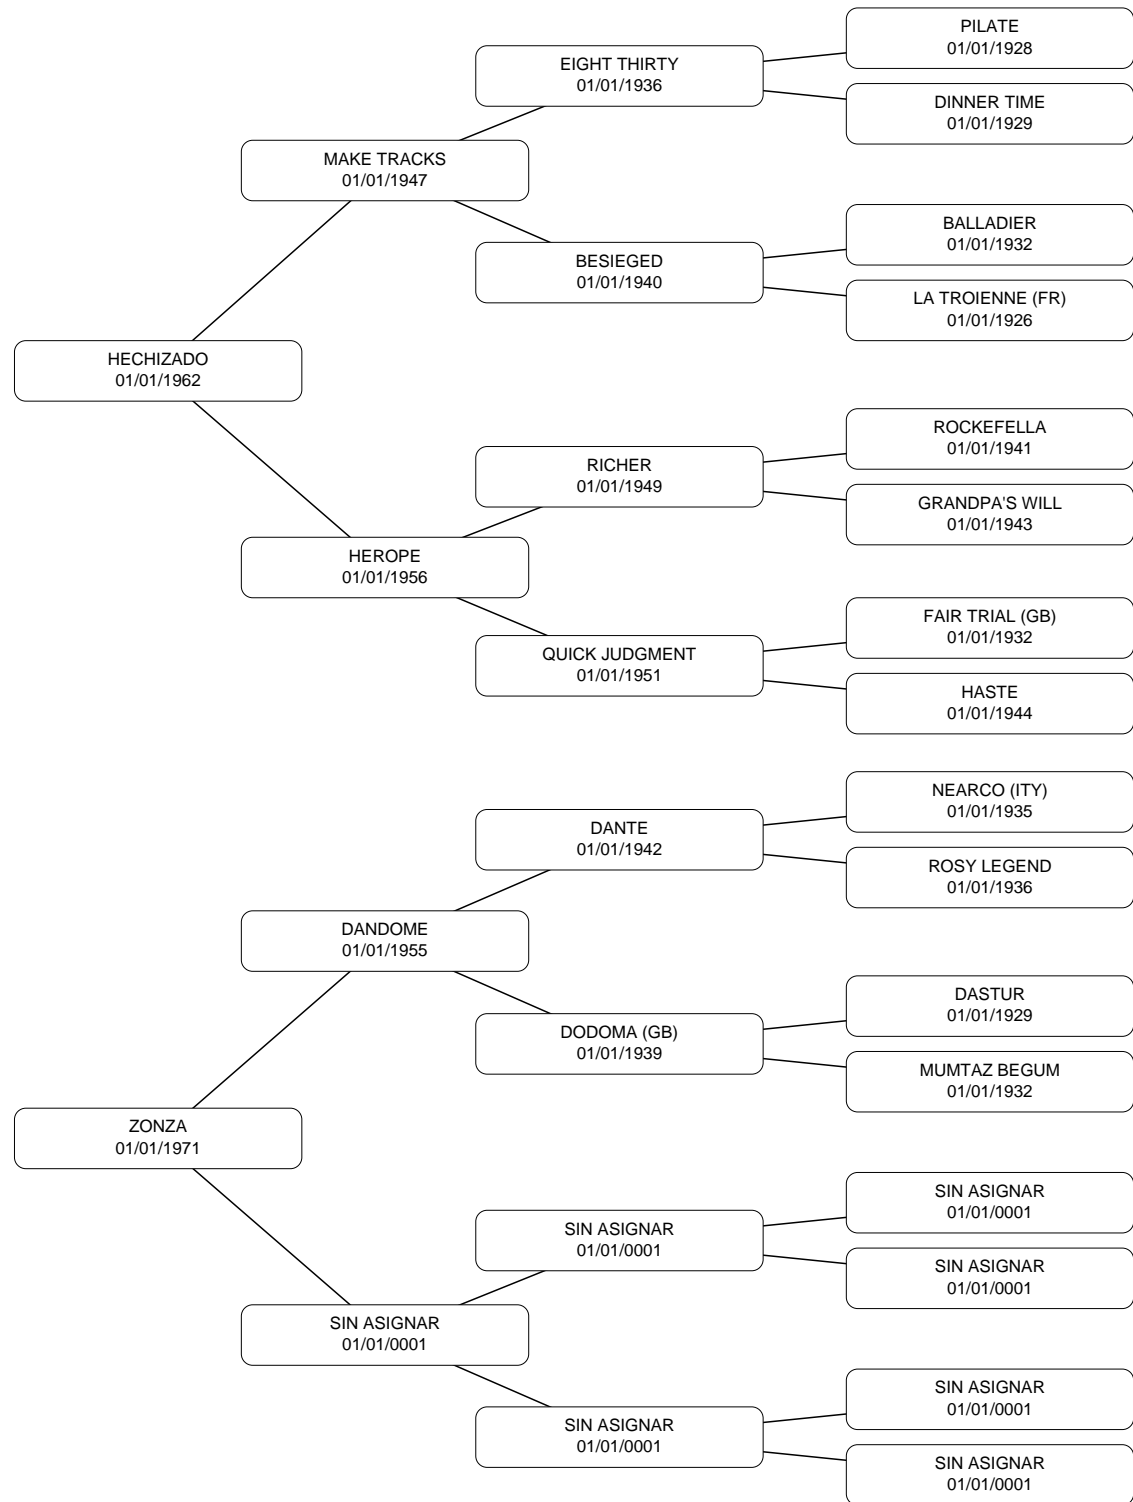 PILATE
01/01/1928
EIGHT THIRTY
01/01/1936
DINNER TIME
01/01/1929
MAKE TRACKS
01/01/1947
BALLADIER
01/01/1932
BESIEGED
01/01/1940
LA TROIENNE (FR)
01/01/1926
HECHIZADO
01/01/1962
ROCKEFELLA
01/01/1941
RICHER
01/01/1949
GRANDPA'S WILL
01/01/1943
HEROPE
01/01/1956
FAIR TRIAL (GB)
01/01/1932
QUICK JUDGMENT
01/01/1951
HASTE
01/01/1944
NEARCO (ITY)
01/01/1935
DANTE
01/01/1942
ROSY LEGEND
01/01/1936
DANDOME
01/01/1955
DASTUR
01/01/1929
DODOMA (GB)
01/01/1939
MUMTAZ BEGUM
01/01/1932
ZONZA
01/01/1971
SIN ASIGNAR
01/01/0001
SIN ASIGNAR
01/01/0001
SIN ASIGNAR
01/01/0001
SIN ASIGNAR
01/01/0001
SIN ASIGNAR
01/01/0001
SIN ASIGNAR
01/01/0001
SIN ASIGNAR
01/01/0001